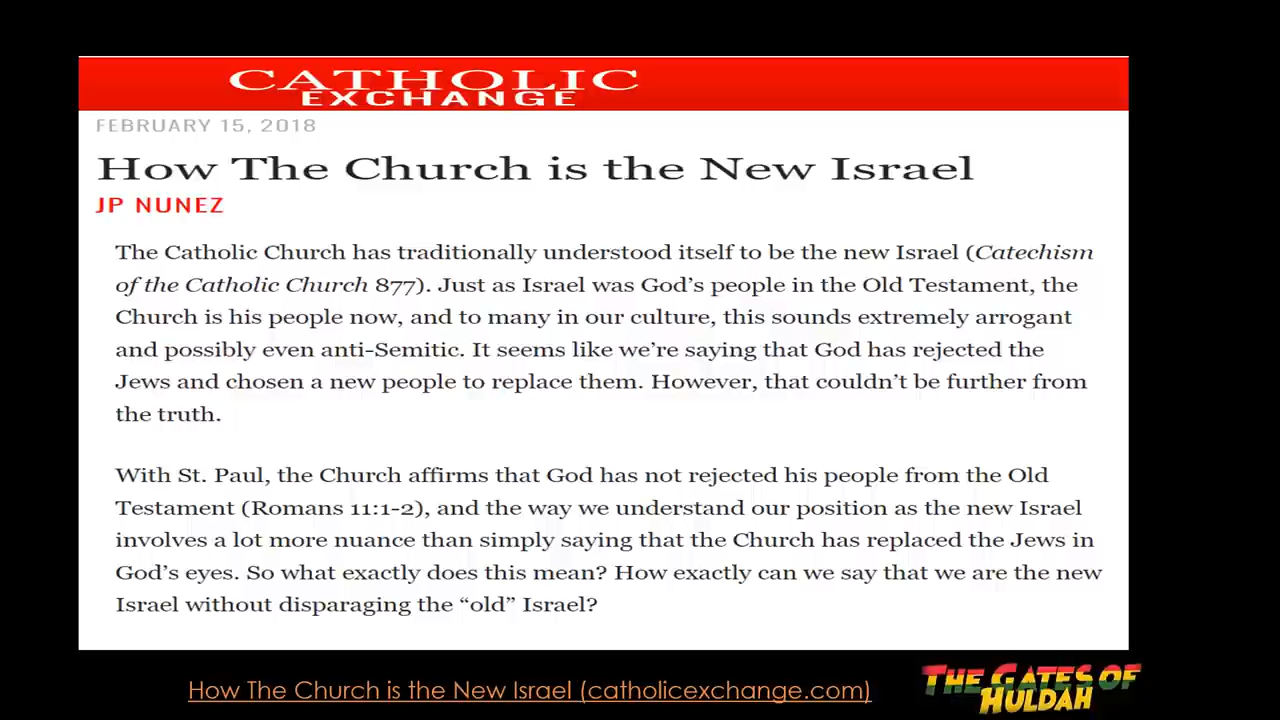 CATHOLIC
EXCHANGE
FEBRUARY 15, 2018
How The Church is the New Israel
JP NUNEZ
The Catholic Church has traditionally understood itself to be the new Israel (Catechism
of the Catholic Church 877). Just as Israel was God’s people in the Old Testament, the
Church is his people now, and to many in our culture, this sounds extremely arrogant
and possibly even anti-Semitic. It seems like we’re saying that God has rejected the
Jews and chosen a new people to replace them. However, that couldn’t be further from
the truth.
With St. Paul, the Church affirms that God has not rejected his people from the Old
Testament (Romans 11:1-2), and the way we understand our position as the new Israel
involves a lot more nuance than simply saying that the Church has replaced the Jews in
God’s eyes. So what exactly does this mean? How exactly can we say that we are the new
Israel without disparaging the “old” Israel?
How The Church is the New Israel (catholicexchange.com)
THE GATES OF
HULDAH